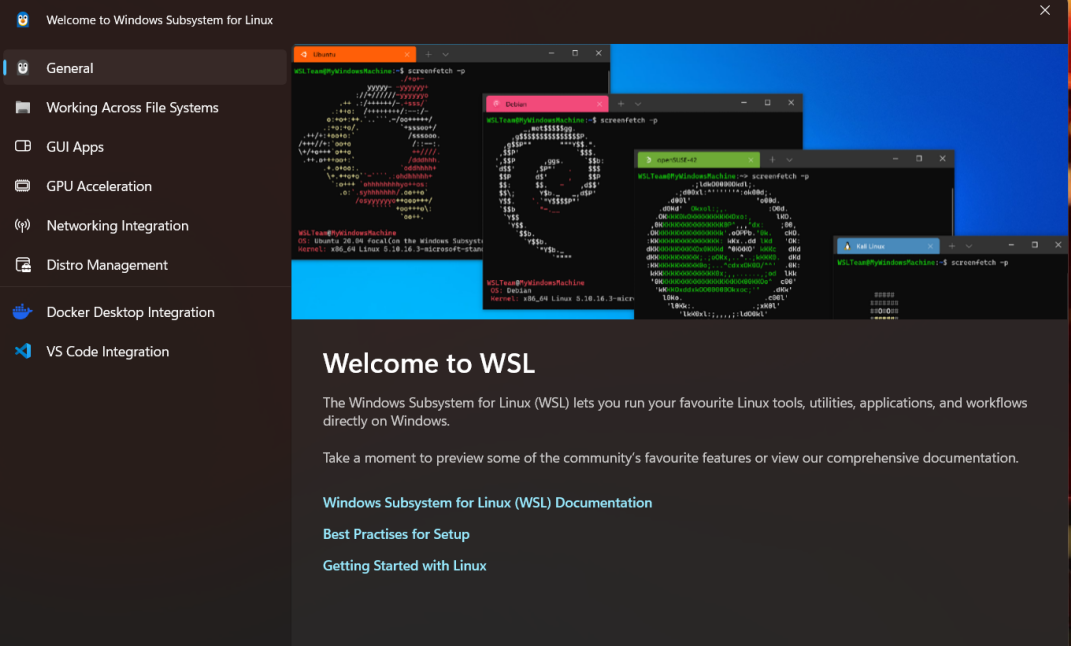 Welcome to Windows Subsystem for Linux
General
Working Across File Systems
GUI Apps
GPU Acceleration
Networking Integration
Distro Management
Docker Desktop Integration
VS Code Integration
Ubuntu
WSLTeam@MyWindowsMachine:~$ screenfetch -p
WSLTeam@MyWindowsMachine
OS: Ubuntu 20.04 focal(on the Windows Subsyst
Kernel: x86_64 Linux 5.10.16.3-microsoft-stan
Debian
WSLTeam@MyWindowsMachine:~$ screenfetch -p
WSLTeam@MyWindowsMachine
OS: Debian
Kernel: x86_64 Linux 5.10.16.3-micr
openSUSE-42
WSLTeam@MyWindowsMachine:~> screenfetch -p
Kali Linux
WSLTeam@MyWindowsMachine:~$ screenfetch -p
Welcome to WSL
The Windows Subsystem for Linux (WSL) lets you run your favourite Linux tools, utilities, applications, and workflows
directly on Windows.
Take a moment to preview some of the community's favourite features or view our comprehensive documentation.
Windows Subsystem for Linux (WSL) Documentation
Best Practises for Setup
Getting Started with Linux